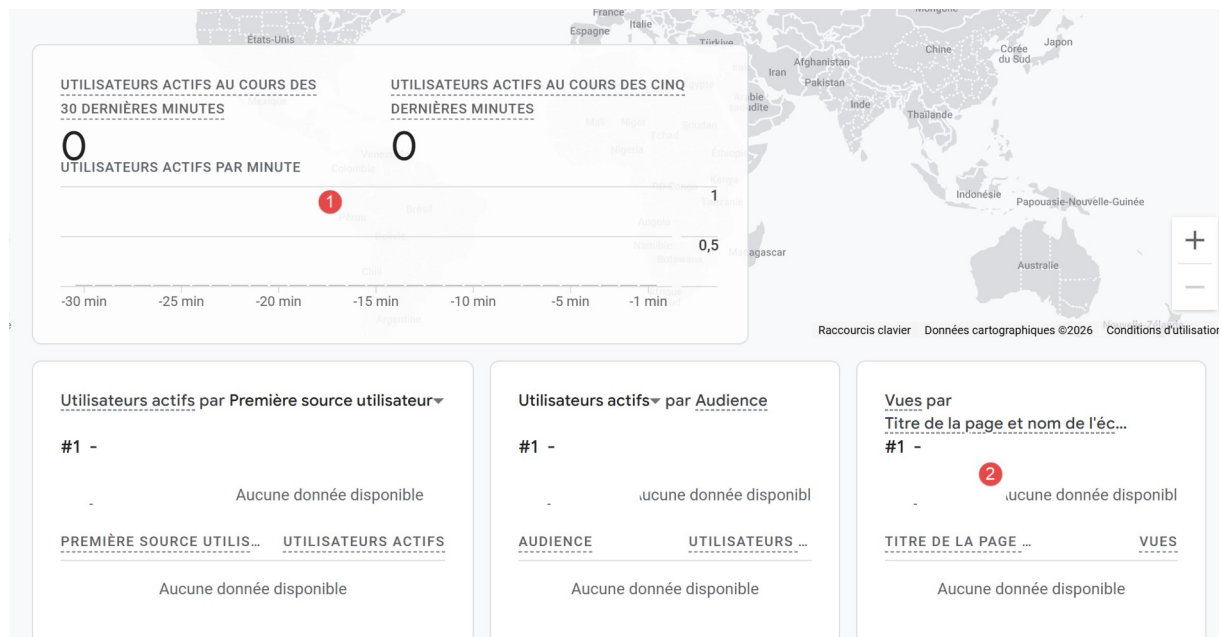 Mongolie
France
Italie
Espagne
Türkiye
États-Unis
Chine
Corée
du Sud
Japon
Afghanistan
Iran
Pakistan
Inde
Thaïlande
UTILISATEURS ACTIFS AU COURS DES
30 DERNIÈRES MINUTES
0
UTILISATEURS ACTIFS AU COURS DES CINQ
DERNIÈRES MINUTES
0
UTILISATEURS ACTIFS PAR MINUTE
1
1
0,5
-30 min
-25 min
-20 min
-15 min
-10 min
-5 min
-1 min
Indonésie
Papouasie-Nouvelle-Guinée
Australie
Raccourcis clavier
Données cartographiques ©2026
Conditions d'utilisation
Utilisateurs actifs par Première source utilisateur
#1 -
-
Aucune donnée disponible
PREMIÈRE SOURCE UTILIS... UTILISATEURS ACTIFS
Aucune donnée disponible
Utilisateurs actifs par Audience
#1 -
-
ucune donnée disponibl
AUDIENCE UTILISATEURS ...
Aucune donnée disponible
Vues par
Titre de la page et nom de l'éc...
#1 -
2
-
ucune donnée disponibl
TITRE DE LA PAGE ... VUES
Aucune donnée disponible